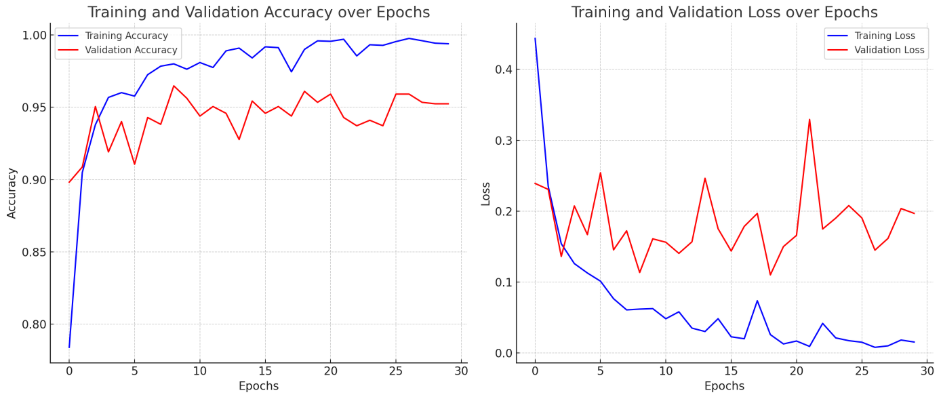 Training and Validation Accuracy over Epochs
Training Accuracy
Validation Accuracy
1.00
0.95
0.90
0.85
0.80
Accuracy
0 5 10 15 20 25 30
Epochs
Training and Validation Loss over Epochs
Training Loss
Validation Loss
0.4
0.3
0.2
0.1
0.0
Loss
0 5 10 15 20 25 30
Epochs